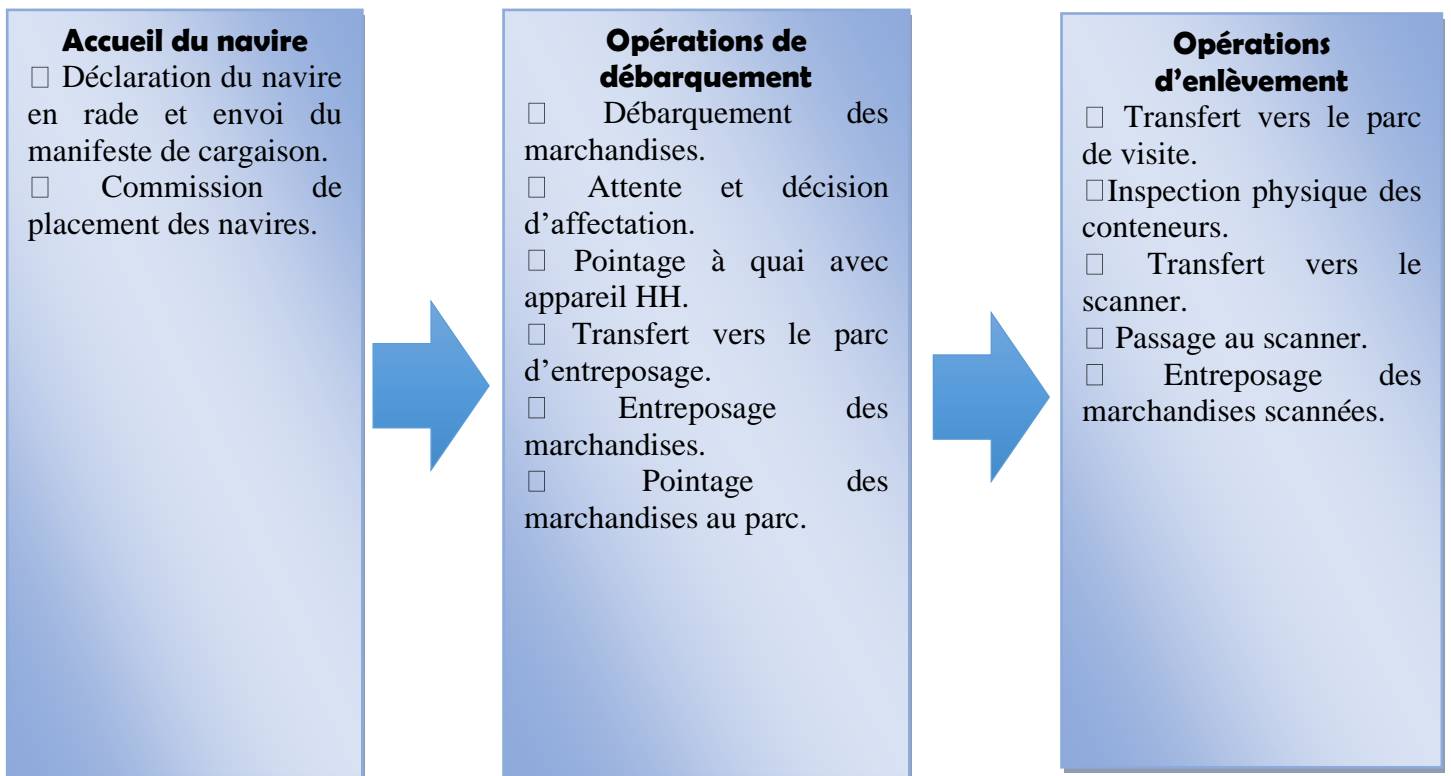 Accueil du navire
□ Déclaration du navire
en rade et envoi du
manifeste de cargaison.
□ Commission de
placement des navires.
Opérations de
débarquement
□ Débarquement des
marchandises.
□ Attente et décision
d’affectation.
□ Pointage à quai avec
appareil HH.
□ Transfert vers le parc
d’entreposage.
□ Entreposage des
marchandises.
□ Pointage des
marchandises au parc.
Opérations
d’enlèvement
□ Transfert vers le parc
de visite.
□Inspection physique des
conteneurs.
□ Transfert vers le
scanner.
□ Passage au scanner.
□ Entreposage des
marchandises scannées.